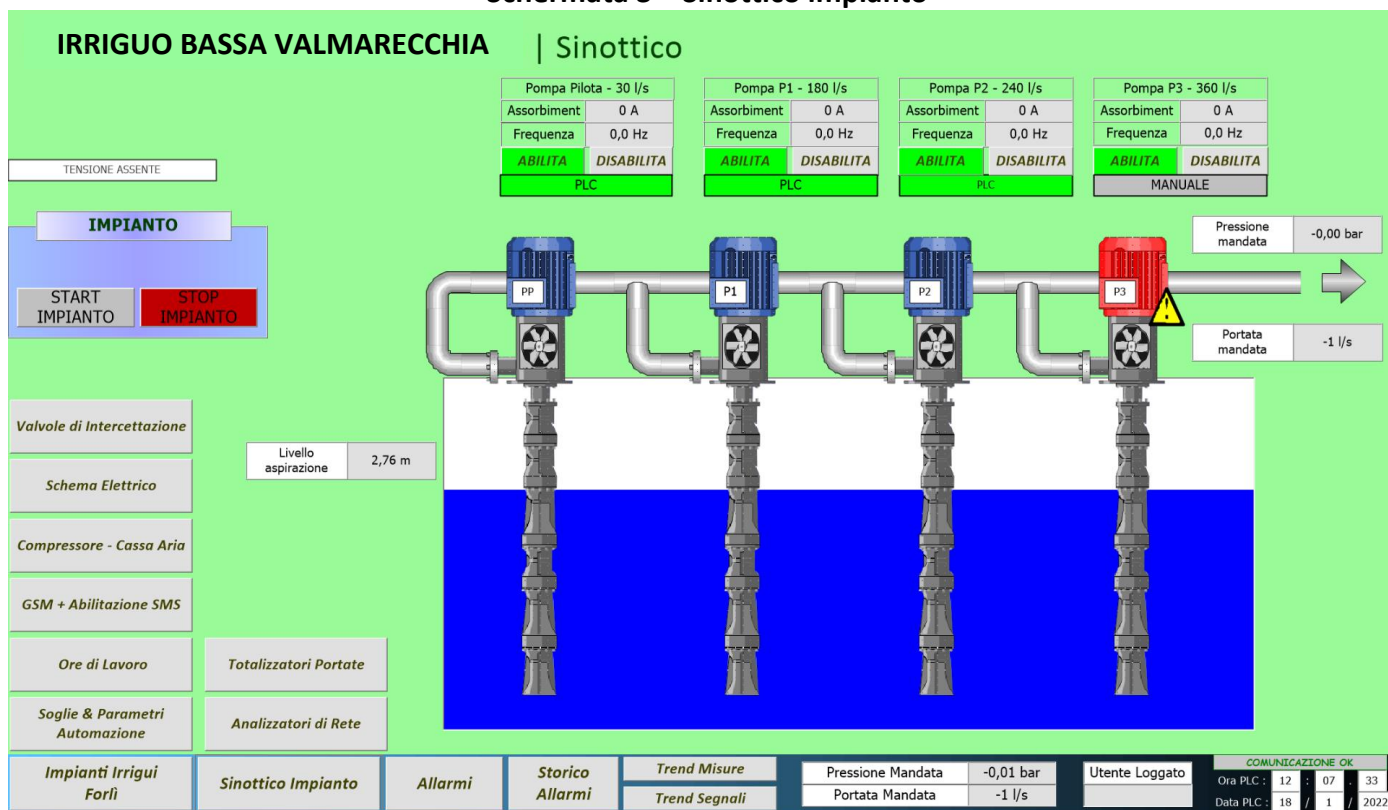 IRRIGUO BASSA VALMARECCHIA | Sinottico
Pompa Pilota - 30 l/s
Assorbiment 0 A
Frequenza 0,0 Hz
ABILITA DISABILITA
PLC
Pompa P1 - 180 l/s
Assorbiment 0 A
Frequenza 0,0 Hz
ABILITA DISABILITA
PLC
Pompa P2 - 240 l/s
Assorbiment 0 A
Frequenza 0,0 Hz
ABILITA DISABILITA
PLC
Pompa P3 - 360 l/s
Assorbiment 0 A
Frequenza 0,0 Hz
ABILITA DISABILITA
MANUALE
TENSIONE ASSENTE
IMPIANTO
START
IMPIANTO
STOP
IMPIANTO
PP
P1
P2
P3
!
Pressione
mandata
-0,00 bar
Portata
mandata
-1 l/s
Livello
aspirazione
2,76 m
Valvole di Intercettazione
Schema Elettrico
Compressore - Cassa Aria
GSM + Abilitazione SMS
Ore di Lavoro
Totalizzatori Portate
Soglie & Parametri
Automazione
Analizzatori di Rete
Impianti Irrigui
Forlì
Sinottico Impianto
Allarmi
Storico
Allarmi
Trend Misure
Trend Segnali
Pressione Mandata -0,01 bar
Portata Mandata -1 l/s
Utente Loggato
COMUNICAZIONE OK
Ora PLC : 12 : 07 . 33
Data PLC : 18 / 1 /